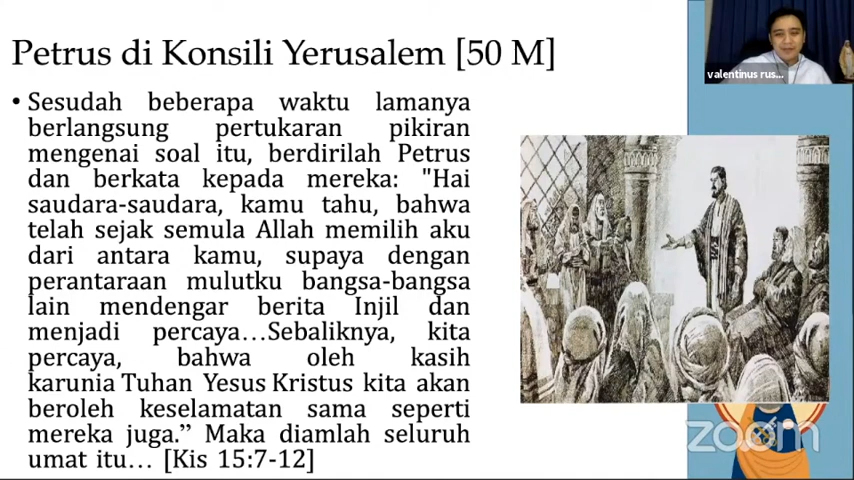 Petrus di Konsili Yerusalem [50 M]
• Sesudah beberapa waktu lamanya
berlangsung pertukaran pikiran
mengenai soal itu, berdirilah Petrus
dan berkata kepada mereka: "Hai
saudara-saudara, kamu tahu, bahwa
telah sejak semula Allah memilih aku
dari antara kamu, supaya dengan
perantaraan mulutku bangsa-bangsa
lain mendengar berita Injil dan
menjadi percaya…Sebaliknya, kita
percaya, bahwa oleh kasih
karunia Tuhan Yesus Kristus kita akan
beroleh keselamatan sama seperti
mereka juga.” Maka diamlah seluruh
umat itu… [Kis 15:7-12]
valentinus rus...
zoom